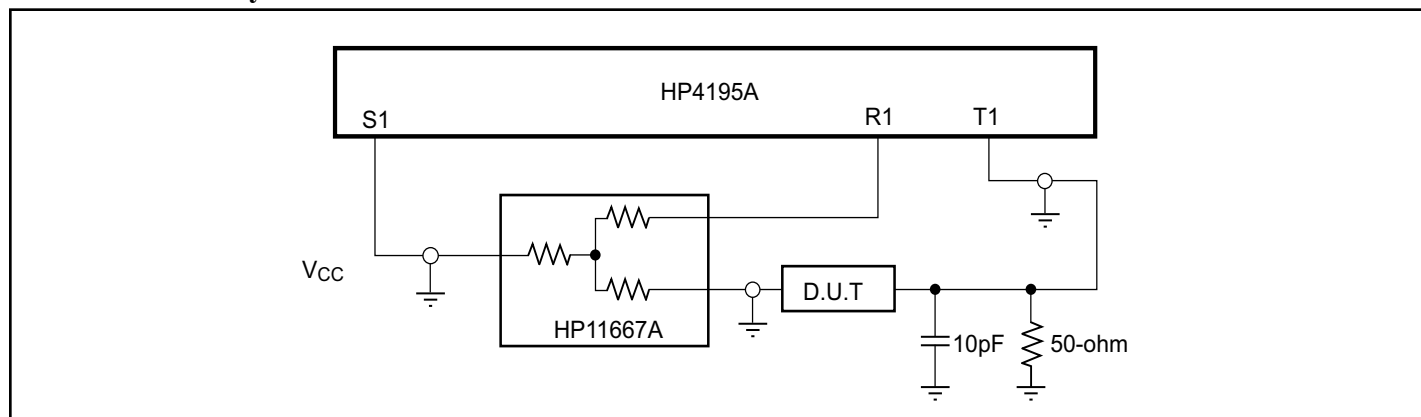 HP4195A
S1
R1
T1
VCC
HP11667A
D.U.T
10pF
50-ohm